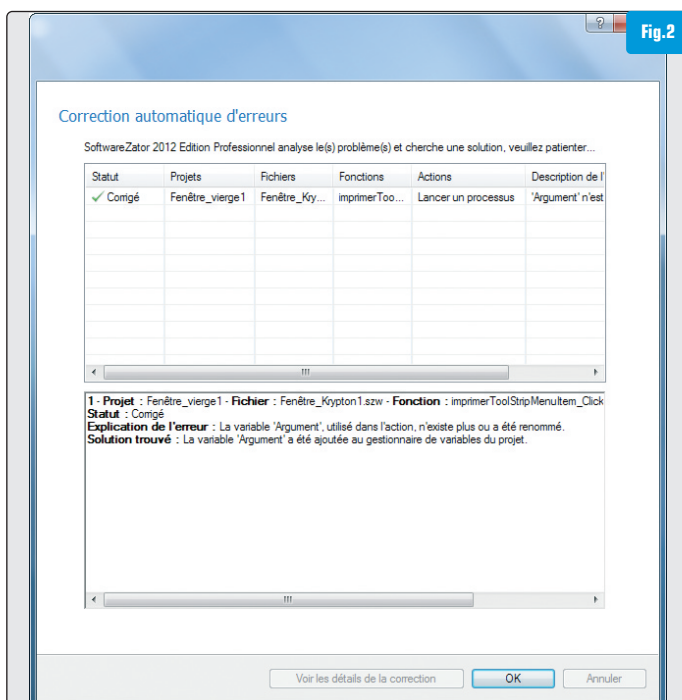 Fig.2
Correction automatique d'erreurs
SoftwareZator 2012 Edition Professionnel analyse le(s) problème(s) et cherche une solution, veuillez patienter...
Statut Projets Fichiers Fonctions Actions Description de l'
Corrigé Fenêtre_vierge1 Fenêtre_Kry... imprimerToo... Lancer un processus 'Argument' n'est
1 - Projet : Fenêtre_vierge1 - Fichier : Fenêtre_Krypton1.szw - Fonction : imprimerToolStripMenuItem_Click
Statut : Corrigé
Explication de l'erreur : La variable 'Argument', utilisé dans l'action, n'existe plus ou a été renommé.
Solution trouvé : La variable 'Argument' a été ajoutée au gestionnaire de variables du projet.
Voir les détails de la correction OK Annuler